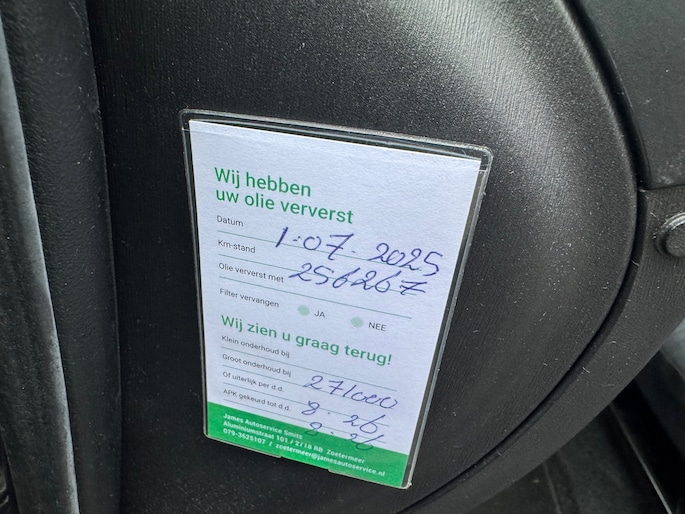 Wij hebben
uw olie ververst
Datum 1-07-2025
Km-stand 256267
Olie ververst met
Filter vervangen JA NEE
Wij zien u graag terug!
Klein onderhoud bij
Groot onderhoud bij 271000
Of uiterlijk per d.d. 8-26
APK gekeurd tot d.d. 8-26
James Autoservice Smits
Aluminiumstraat 101 / 2718 RB Zoetermeer
079-3625107 / zoetermeer@jamesautoservice.nl